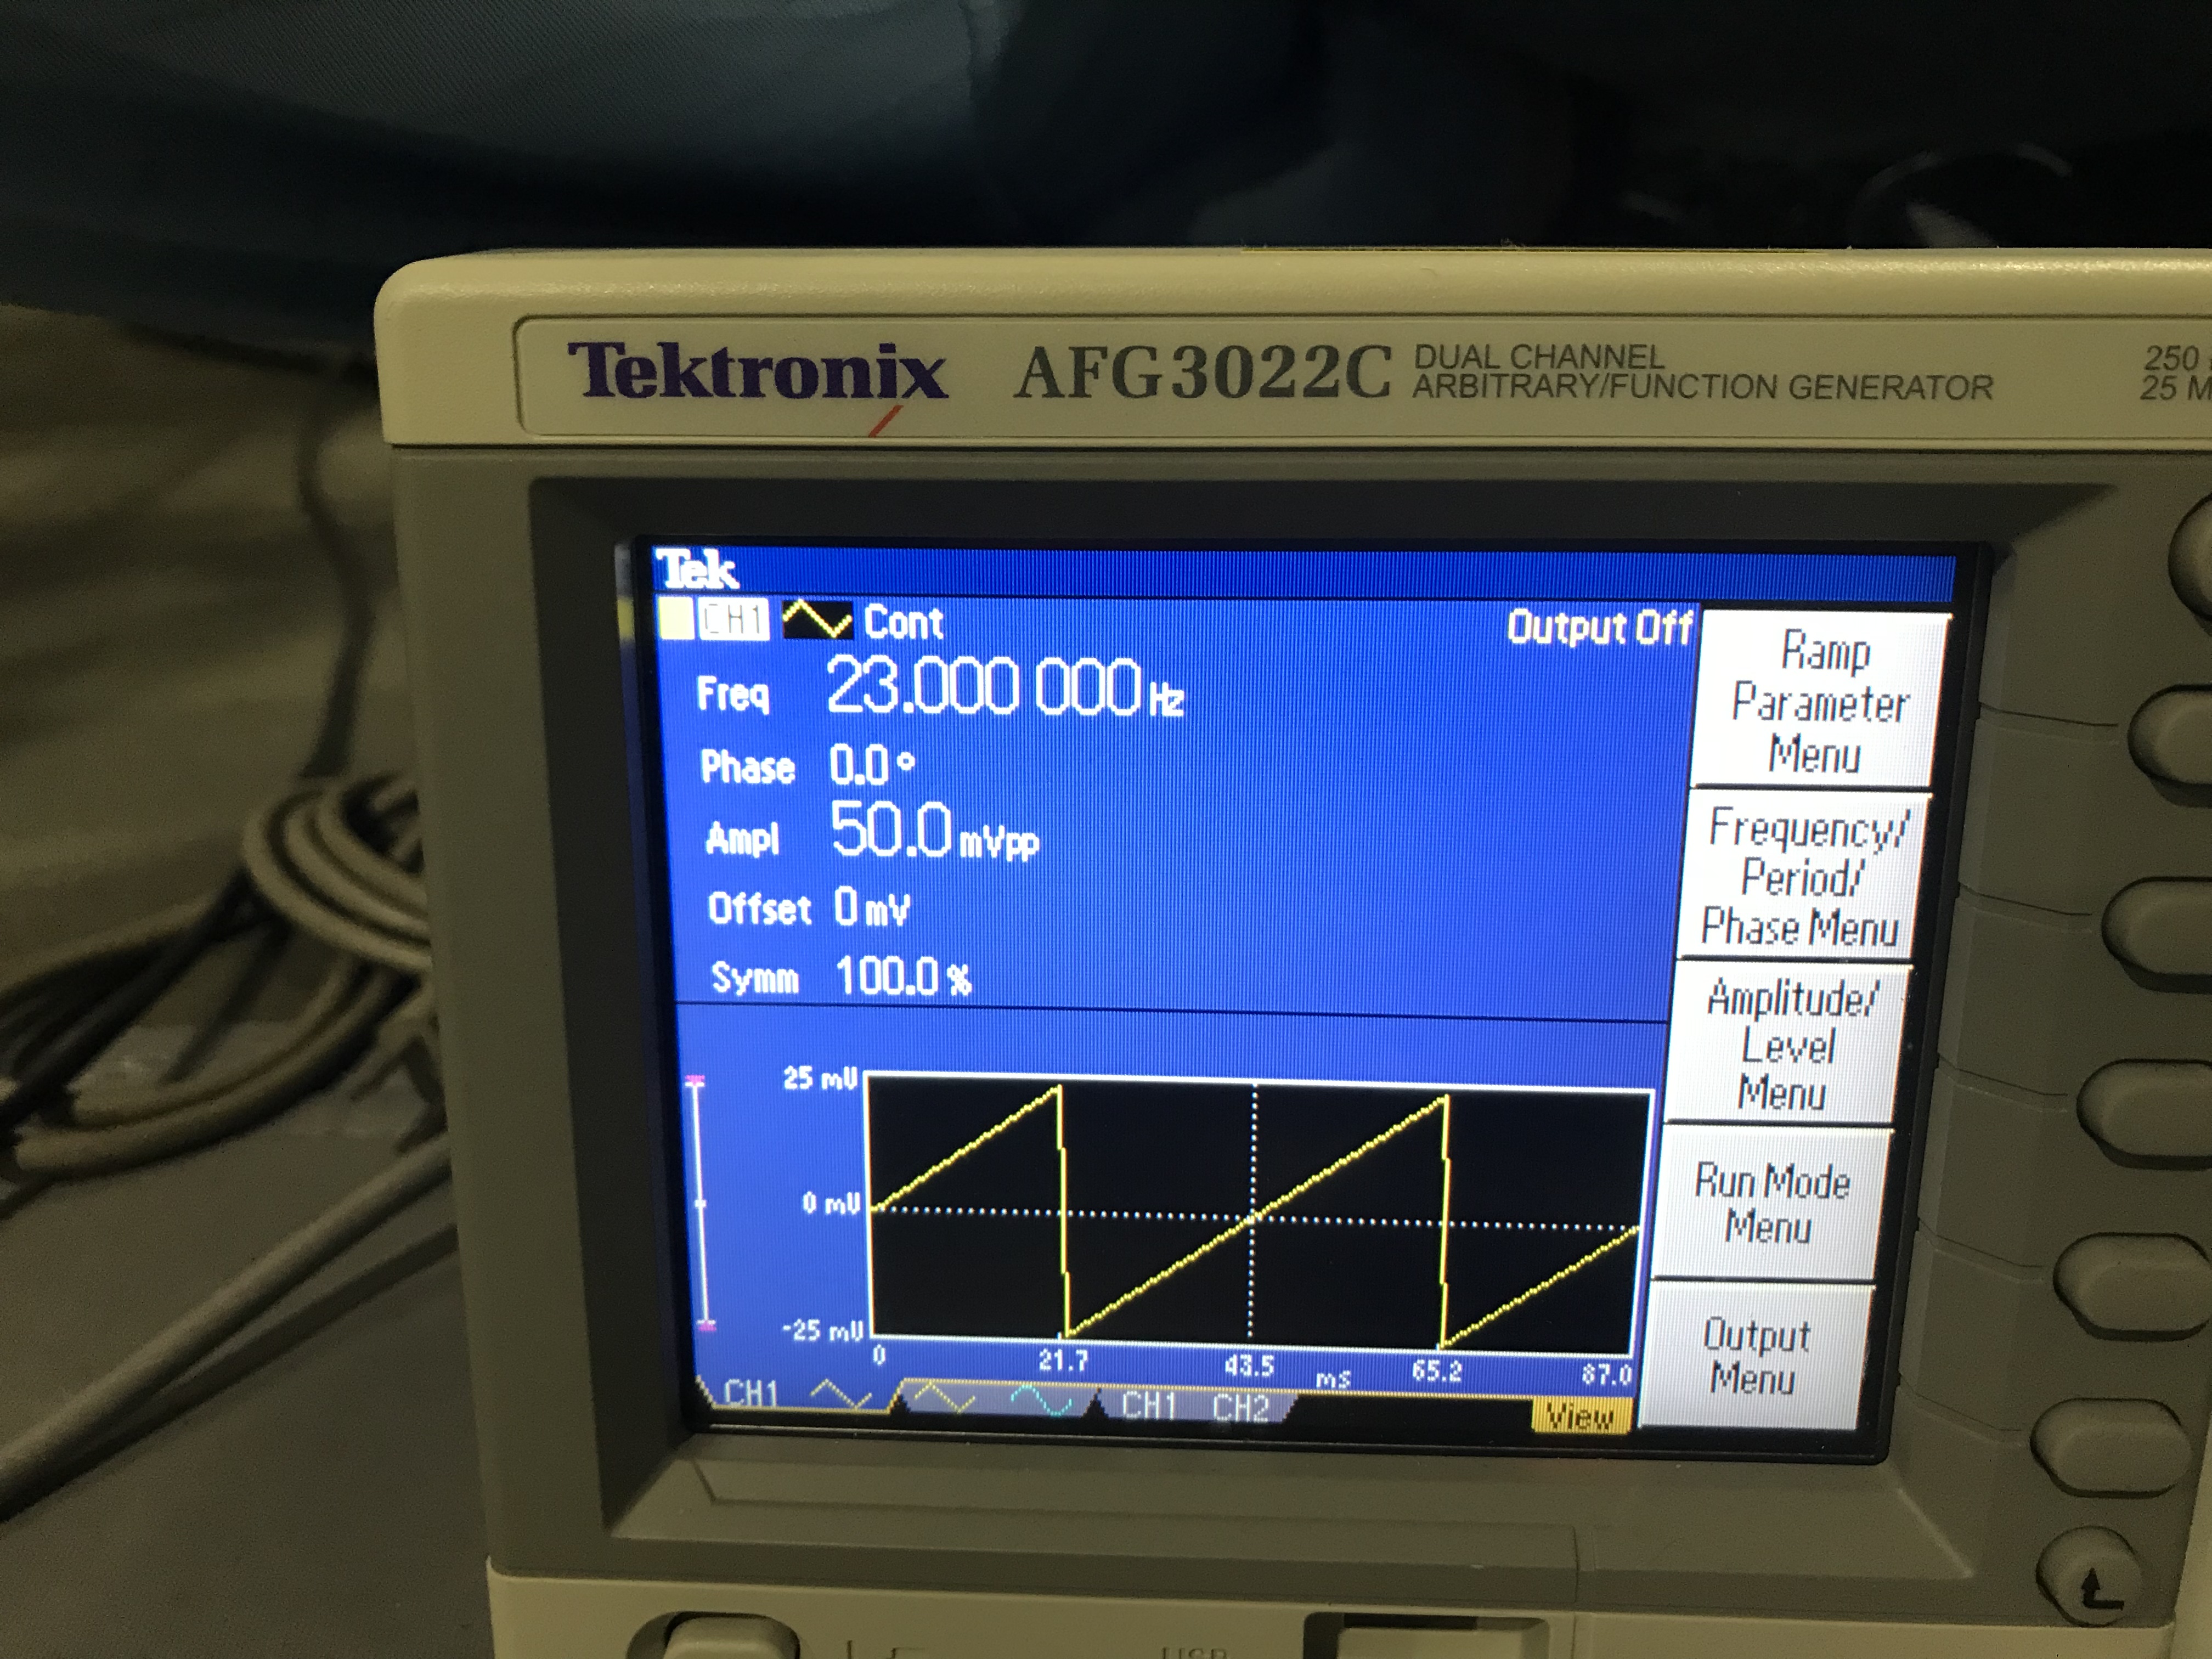 Tektronix AFG3022C DUAL CHANNEL
ARBITRARY/FUNCTION GENERATOR
250
25 M
Tek
CH1 Cont Output Off
Freq 23.000 000 Hz
Phase 0.0°
Ampl 50.0 mVpp
Offset 0 mV
Symm 100.0 %
Ramp
Parameter
Menu
Frequency/
Period/
Phase Menu
Amplitude/
Level
Menu
Run Mode
Menu
Output
Menu
25 mV
0 mV
-25 mV
0 21.7 43.5 ms 65.2 87.0
CH1 CH1 CH2 View
USB